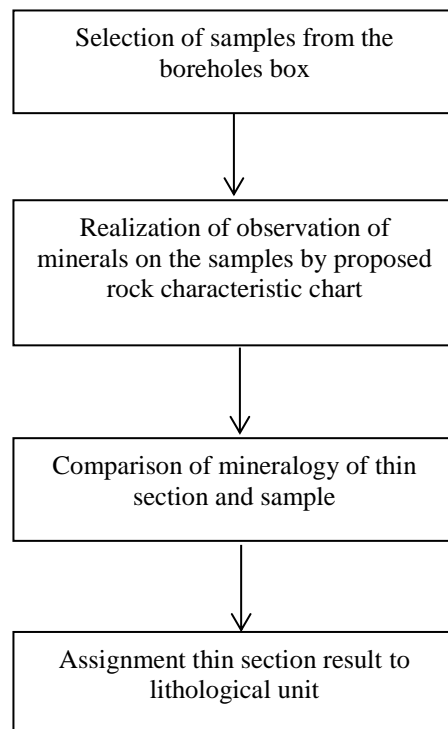 Selection of samples from the
boreholes box
Realization of observation of
minerals on the samples by proposed
rock characteristic chart
Comparison of mineralogy of thin
section and sample
Assignment thin section result to
lithological unit